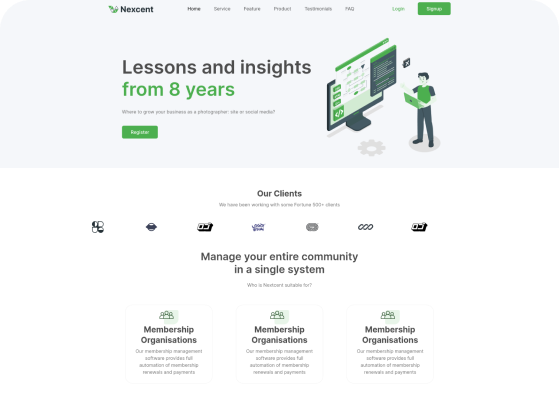 Nexcent
Home Service Feature Product Testimonials FAQ
Login Signup
Lessons and insights
from 8 years
Where to grow your business as a photographer: site or social media?
Register
Our Clients
We have been working with some Fortune 500+ clients
Manage your entire community
in a single system
Who is Nextcent suitable for?
Membership
Organisations
Our membership management
software provides full
automation of membership
renewals and payments
Membership
Organisations
Our membership management
software provides full
automation of membership
renewals and payments
Membership
Organisations
Our membership management
software provides full
automation of membership
renewals and payments